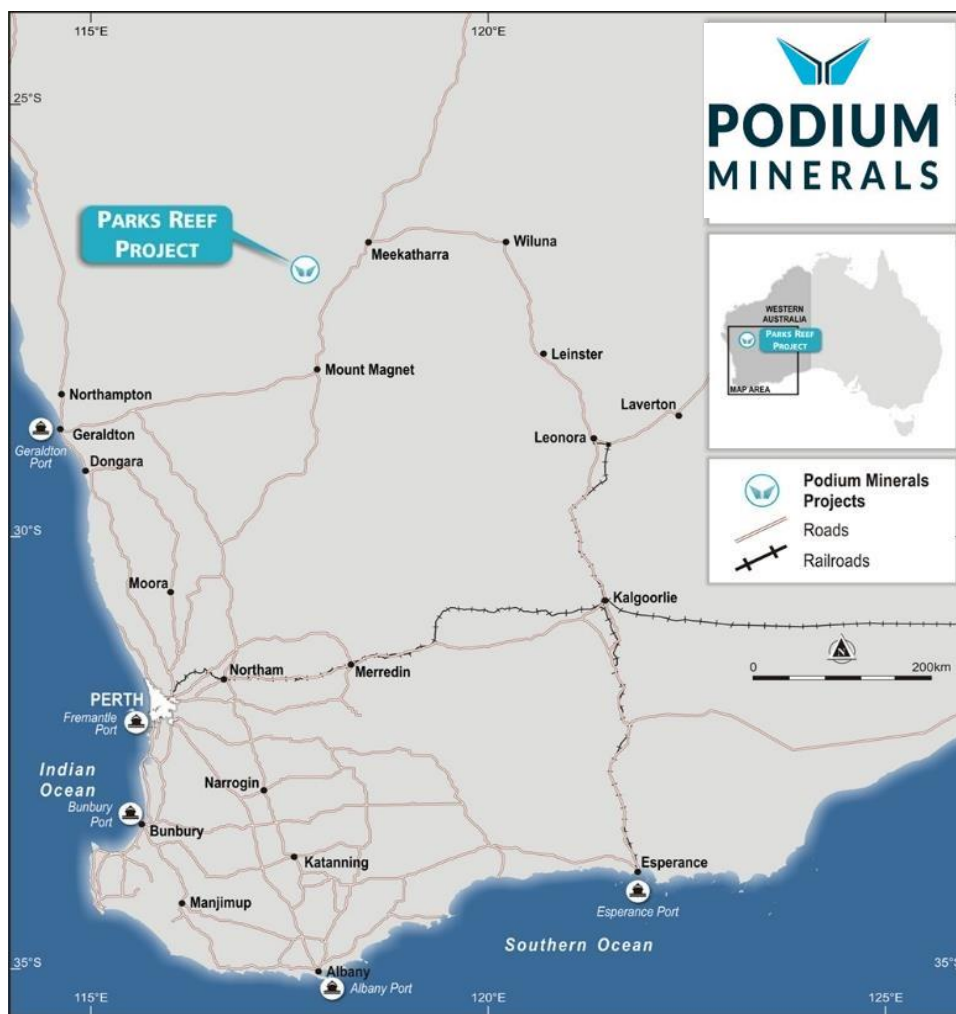 115°E
120°E
25°S
PODIUM
MINERALS
PARKS REEF
PROJECT
Meekatharra
Wiluna
WESTERN
AUSTRALIA
PARKS REEF
PROJECT
MAP AREA
Leinster
Mount Magnet
Northampton
Laverton
Geraldton
Geraldton
Port
Leonora
Dongara
Podium Minerals
Projects
Roads
Railroads
30°S
Moora
Kalgoorlie
N
0
200km
Northam
Merredin
PERTH
Fremantle
Port
Indian
Ocean
Narrogin
Bunbury
Port
Bunbury
Katanning
Esperance
Manjimup
Esperance Port
Southern Ocean
35°S
35°S
Albany
Albany Port
115°E
120°E
125°E